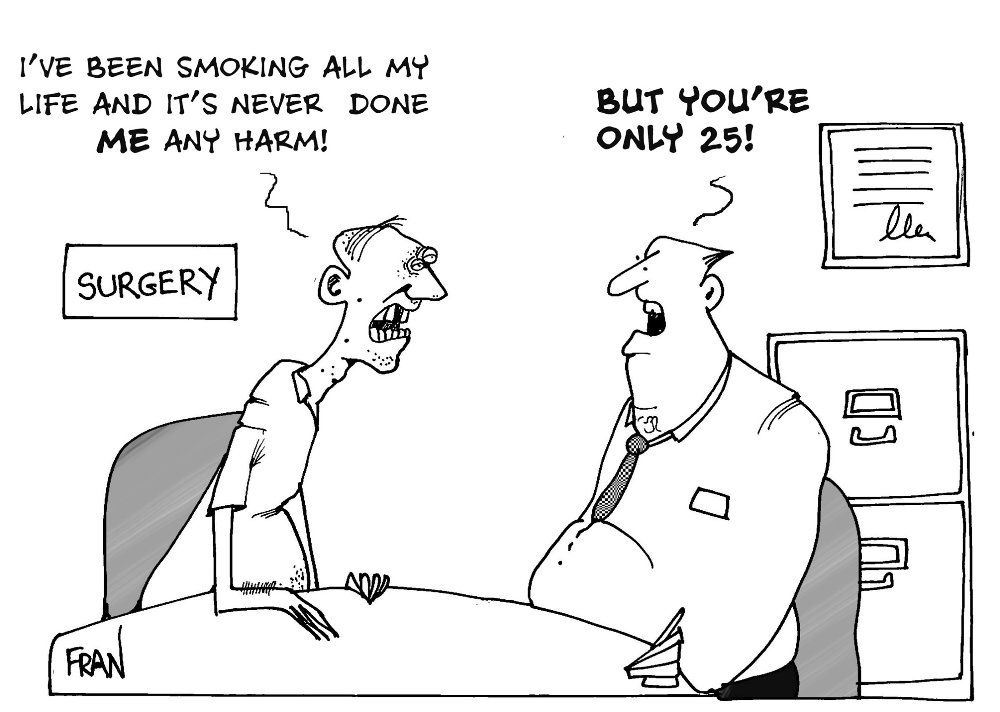 I'VE BEEN SMOKING ALL MY
LIFE AND IT'S NEVER DONE
ME ANY HARM!
BUT YOU'RE
ONLY 25!
SURGERY
FRAN